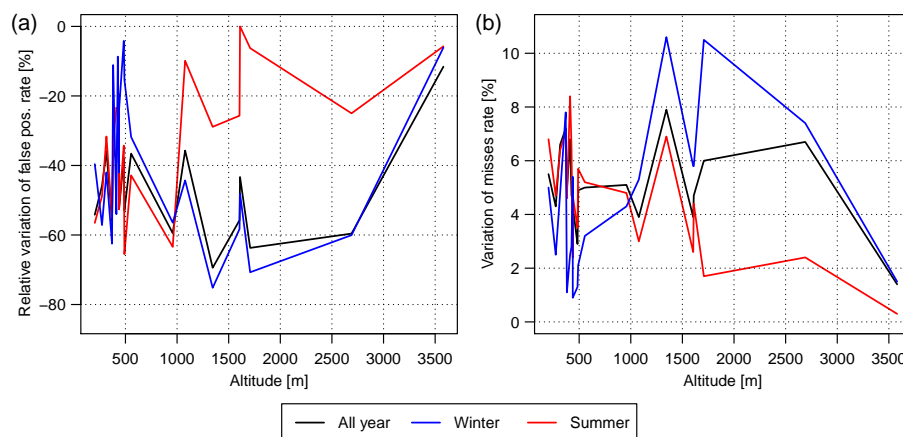 (a)
Relative variation of false pos. rate [%]
0
−20
−40
−60
−80
500 1000 1500 2000 2500 3000 3500
Altitude [m]
(b)
Variation of misses rate [%]
10
8
6
4
2
0
500 1000 1500 2000 2500 3000 3500
Altitude [m]
All year Winter Summer